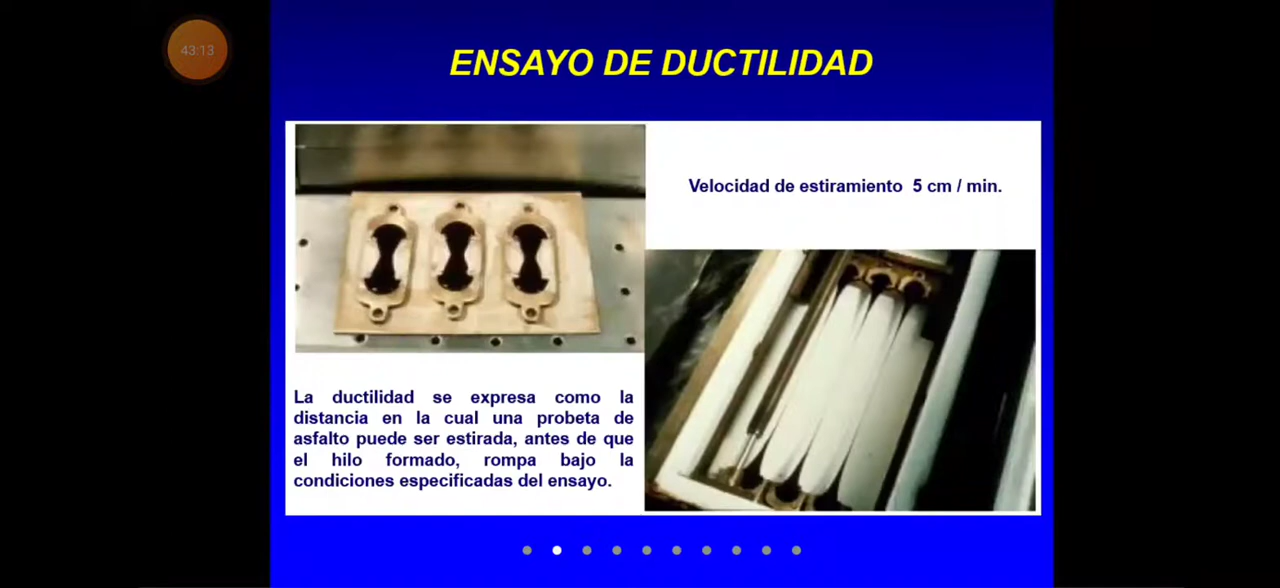 43:13
ENSAYO DE DUCTILIDAD
Velocidad de estiramiento 5 cm / min.
La ductilidad se expresa como la
distancia en la cual una probeta de
asfalto puede ser estirada, antes de que
el hilo formado, rompa bajo la
condiciones especificadas del ensayo.